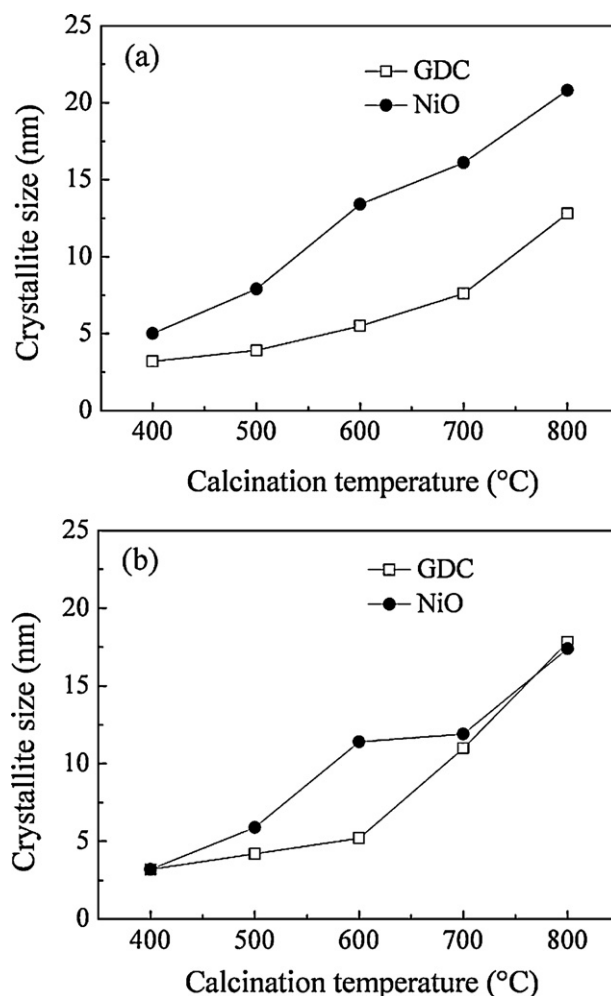 (a)
GDC
NiO
Crystallite size (nm)
25
20
15
10
5
0
400 500 600 700 800
Calcination temperature (°C)
(b)
GDC
NiO
Crystallite size (nm)
25
20
15
10
5
0
400 500 600 700 800
Calcination temperature (°C)